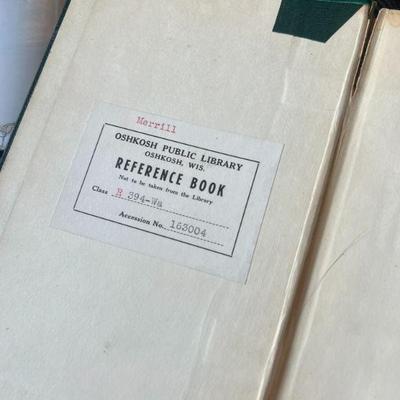 Merrill
OSHKOSH PUBLIC LIBRARY
OSHKOSH, WIS.
REFERENCE BOOK
Not to be taken from the Library
Class R 394-Wa
Accession No. 163004